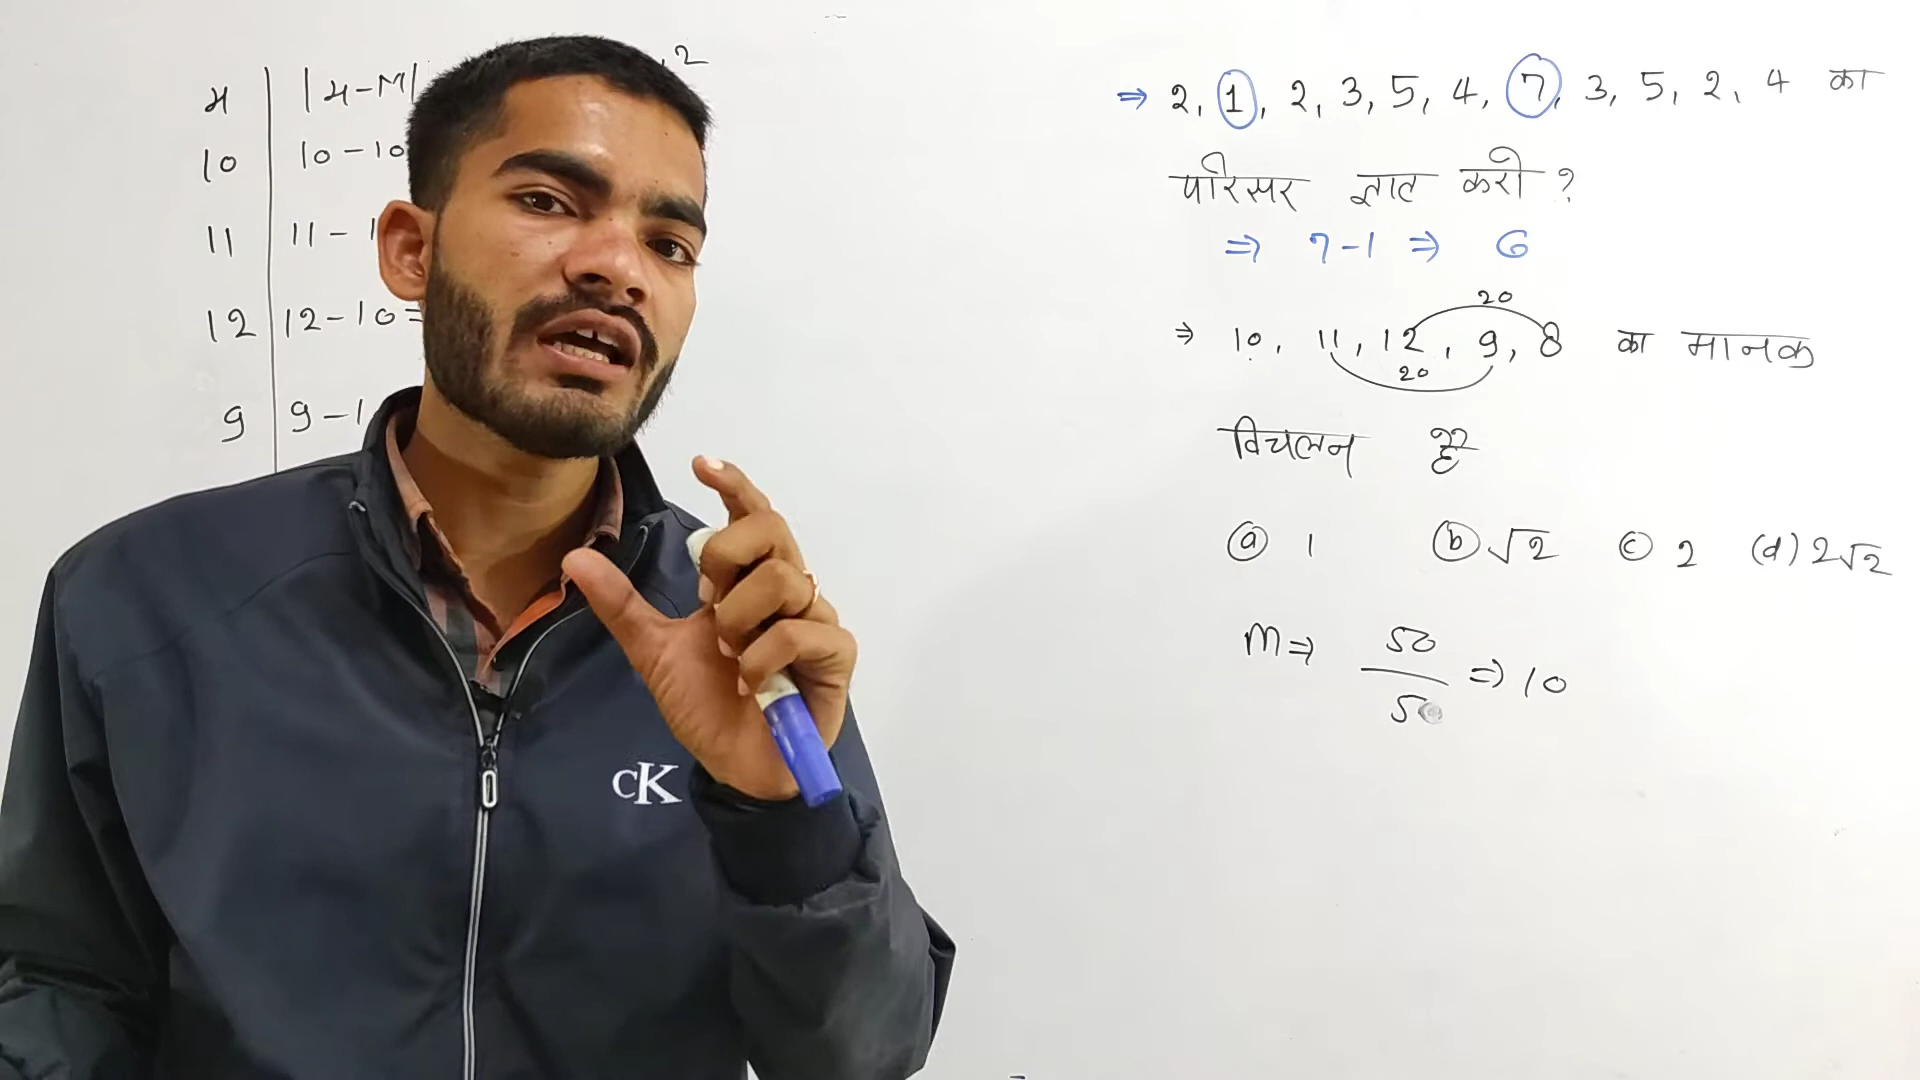 x | |x-M|
10 | 10-10
11 | 11-1
12 | 12-10=
9 | 9-1
2
⇒ 2, 1, 2, 3, 5, 4, 7, 3, 5, 2, 4 का
परिसर ज्ञात करो ?
⇒ 7-1 ⇒ 6
20
⇒ 10, 11, 12, 9, 8 का मानक
20
विचलन है
(a) 1 (b) √2 (c) 2 (d) 2√2
M ⇒ 50/5 ⇒ 10
CK